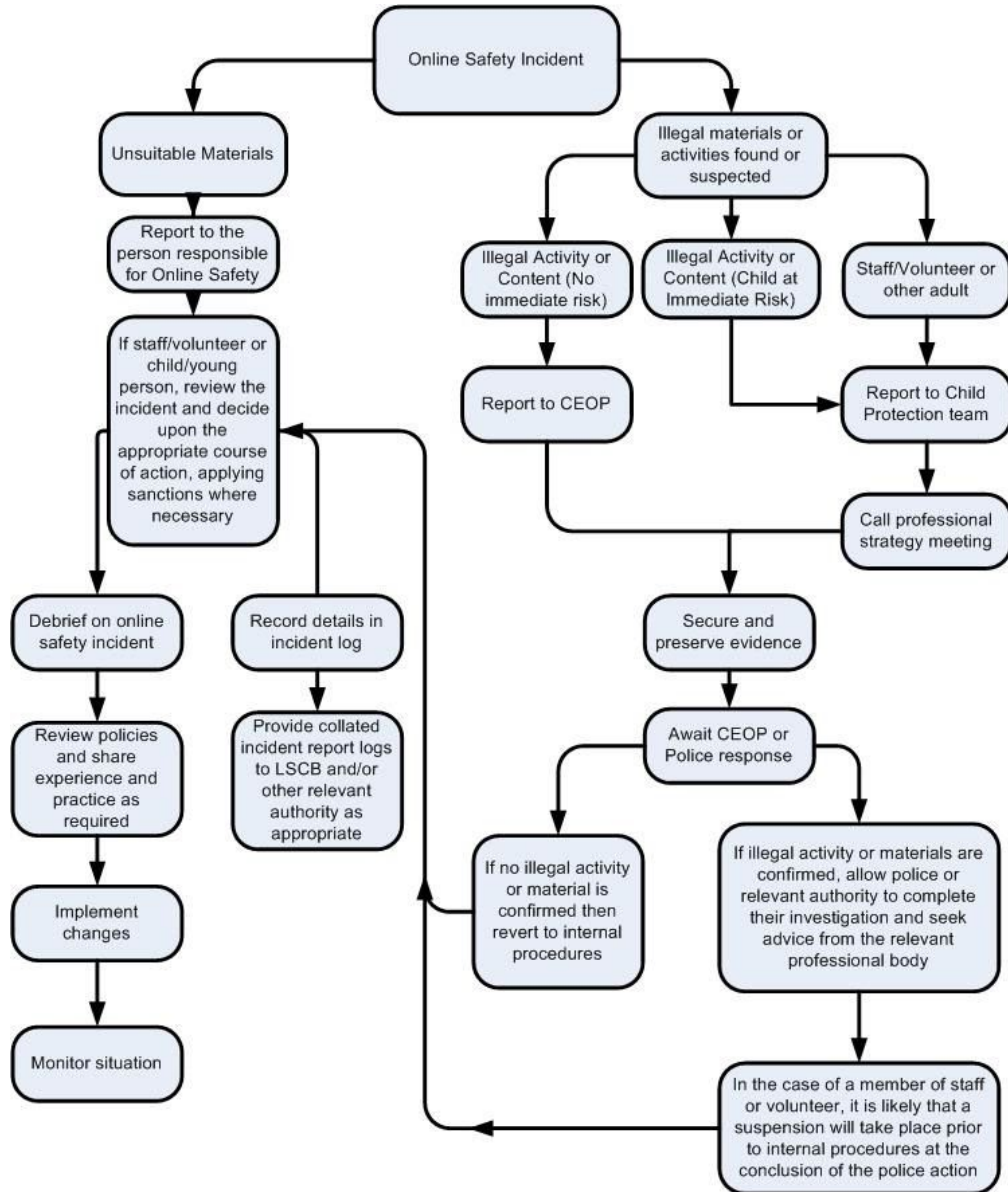 Online Safety Incident
Unsuitable Materials
Report to the
person responsible
for Online Safety
If staff/volunteer or
child/young
person, review the
incident and decide
upon the
appropriate course
of action, applying
sanctions where
necessary
Debrief on online
safety incident
Review policies
and share
experience and
practice as
required
Implement
changes
Monitor situation
Record details in
incident log
Provide collated
incident report logs
to LSCB and/or
other relevant
authority as
appropriate
Illegal materials or
activities found or
suspected
Illegal Activity or
Content (No
immediate risk)
Illegal Activity or
Content (Child at
Immediate Risk)
Staff/Volunteer or
other adult
Report to CEOP
Report to Child
Protection team
Call professional
strategy meeting
Secure and
preserve evidence
Await CEOP or
Police response
If no illegal activity
or material is
confirmed then
revert to internal
procedures
If illegal activity or materials are
confirmed, allow police or
relevant authority to complete
their investigation and seek
advice from the relevant
professional body
In the case of a member of staff
or volunteer, it is likely that a
suspension will take place prior
to internal procedures at the
conclusion of the police action